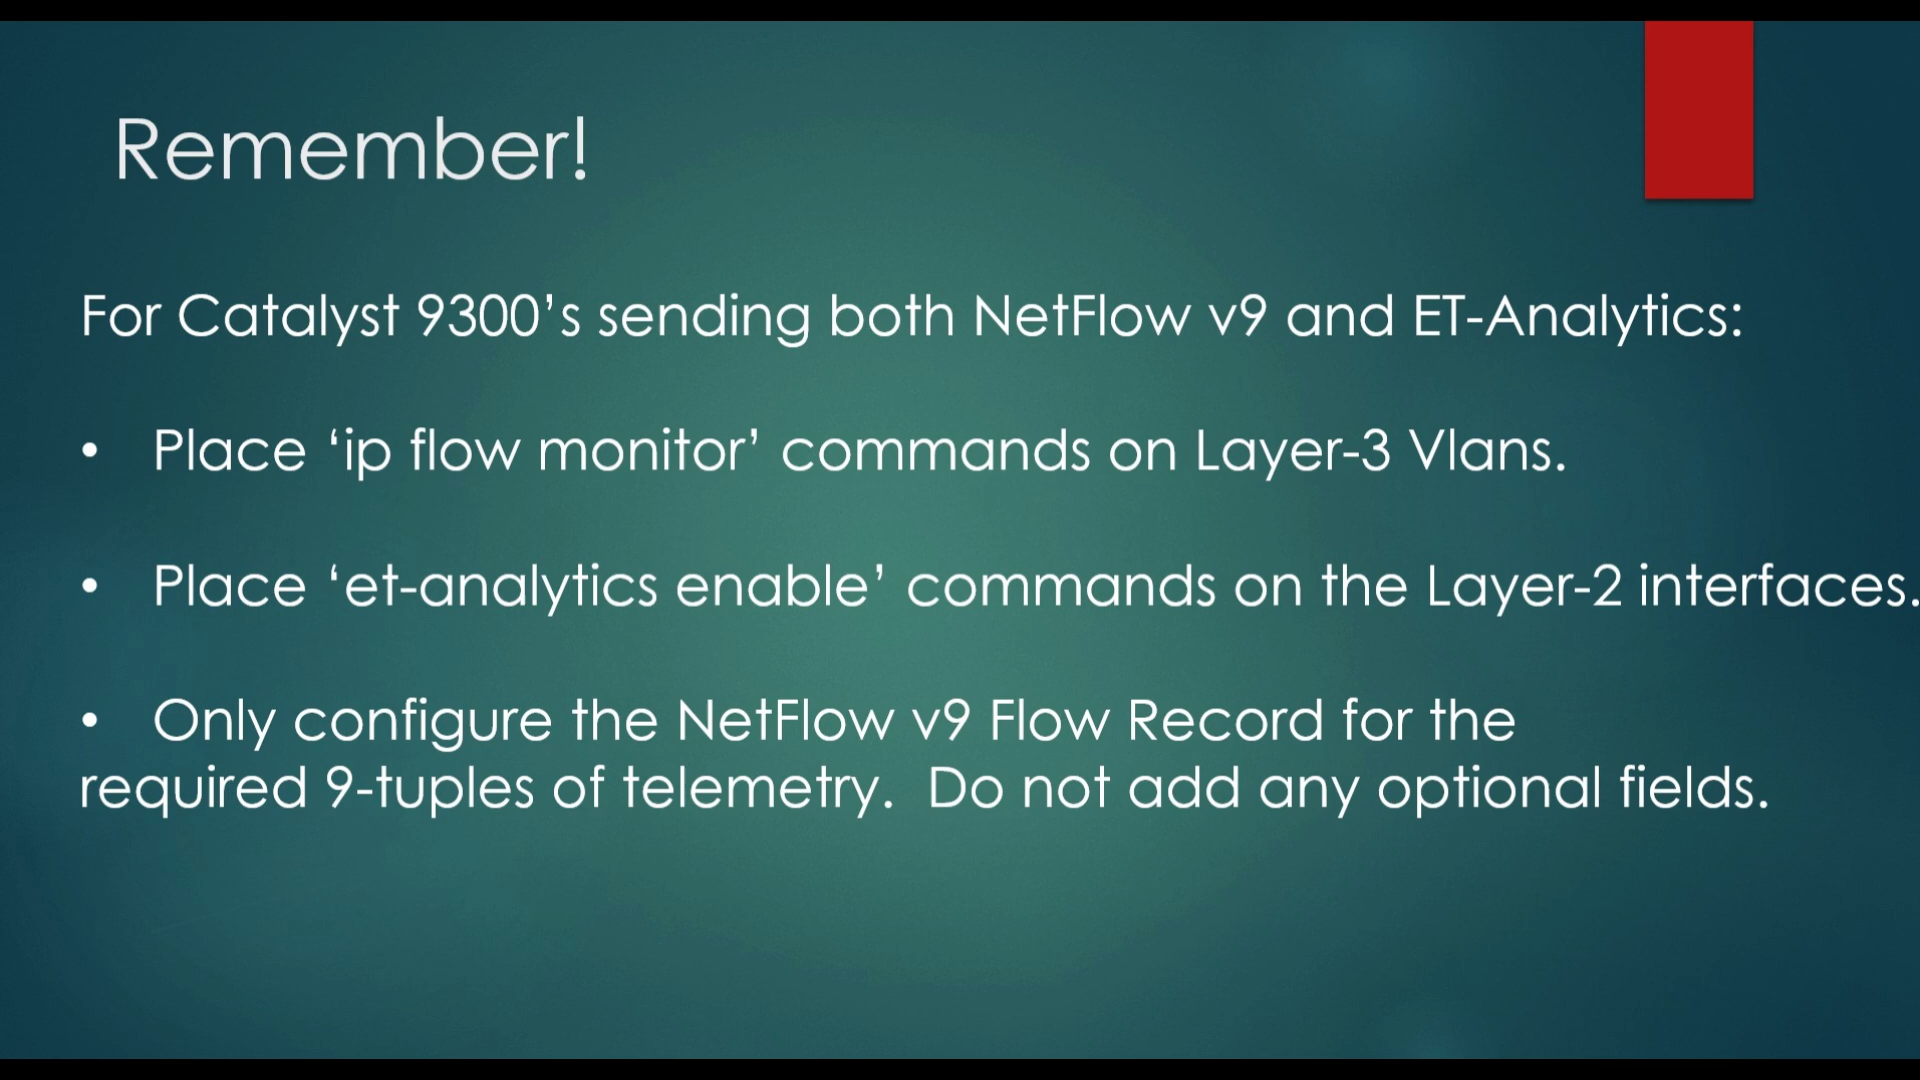 Remember!
For Catalyst 9300’s sending both NetFlow v9 and ET-Analytics:
• Place ‘ip flow monitor’ commands on Layer-3 Vlans.
• Place ‘et-analytics enable’ commands on the Layer-2 interfaces.
• Only configure the NetFlow v9 Flow Record for the
required 9-tuples of telemetry.  Do not add any optional fields.